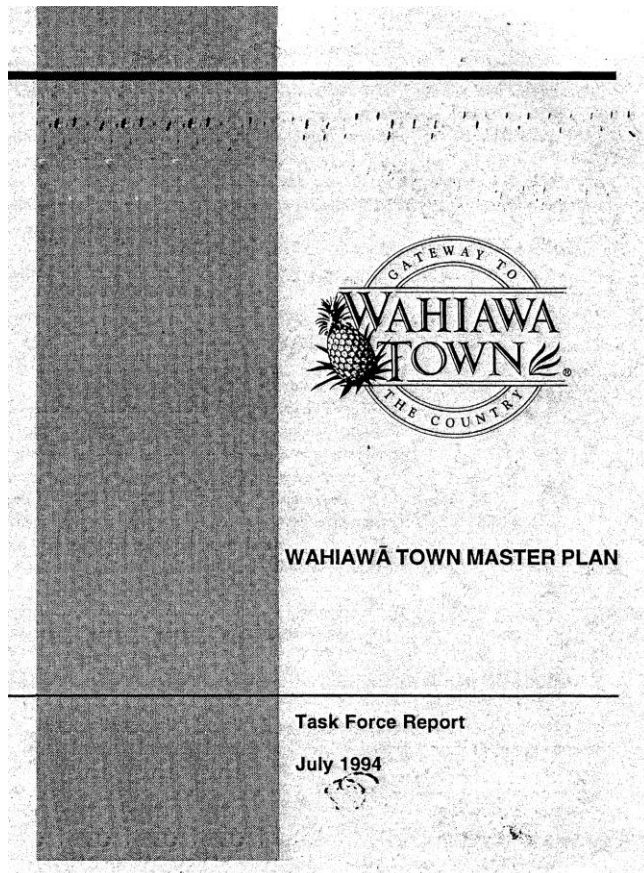 GATEWAY TO
WAHIAWA
TOWN ®
THE COUNTRY
WAHIAWĀ TOWN MASTER PLAN
Task Force Report
July 1994